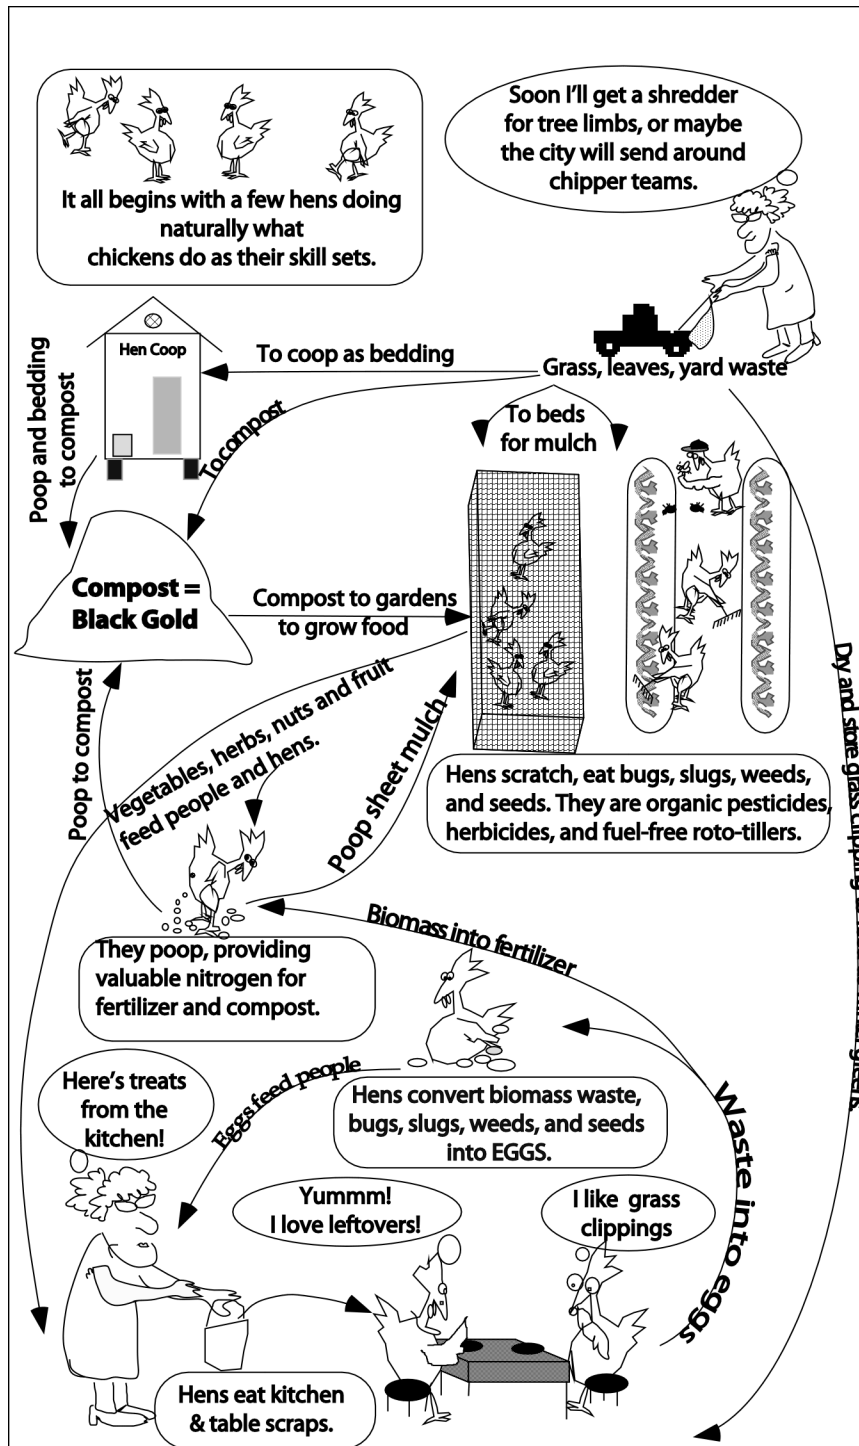 It all begins with a few hens doing
naturally what
chickens do as their skill sets.
Soon I'll get a shredder
for tree limbs, or maybe
the city will send around
chipper teams.
Hen Coop
To coop as bedding
Grass, leaves, yard waste
Poop and bedding
to compost
To compost
To beds
for mulch
Compost =
Black Gold
Compost to gardens
to grow food
Poop to compost
Vegetables, herbs, nuts and fruit
feed people and hens.
Poop sheet mulch
Hens scratch, eat bugs, slugs, weeds,
and seeds. They are organic pesticides,
herbicides, and fuel-free roto-tillers.
Dry and store grass clipping
They poop, providing
valuable nitrogen for
fertilizer and compost.
Biomass into fertilizer
Eggs feed people
Hens convert biomass waste,
bugs, slugs, weeds, and seeds
into EGGS.
Waste into eggs
Here's treats
from the
kitchen!
Yummm!
I love leftovers!
I like grass
clippings
Hens eat kitchen
& table scraps.